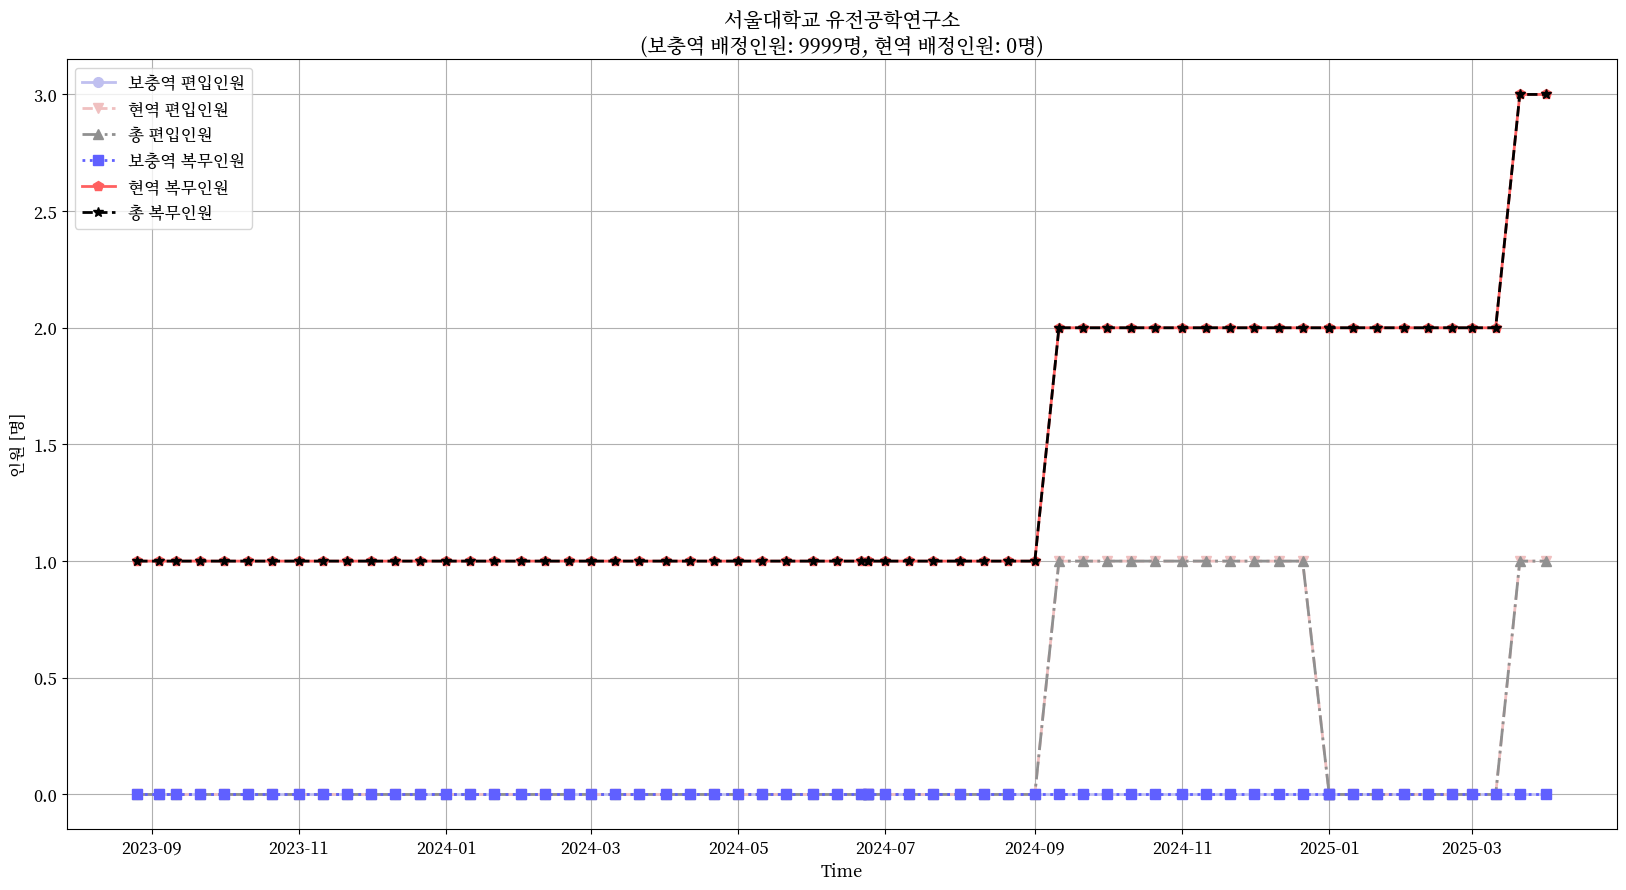 서울대학교 유전공학연구소
(보충역 배정인원: 9999명, 현역 배정인원: 0명)
보충역 편입인원
현역 편입인원
총 편입인원
보충역 복무인원
현역 복무인원
총 복무인원
인원 [명]
3.0
2.5
2.0
1.5
1.0
0.5
0.0
2023-09
2023-11
2024-01
2024-03
2024-05
2024-07
2024-09
2024-11
2025-01
2025-03
Time